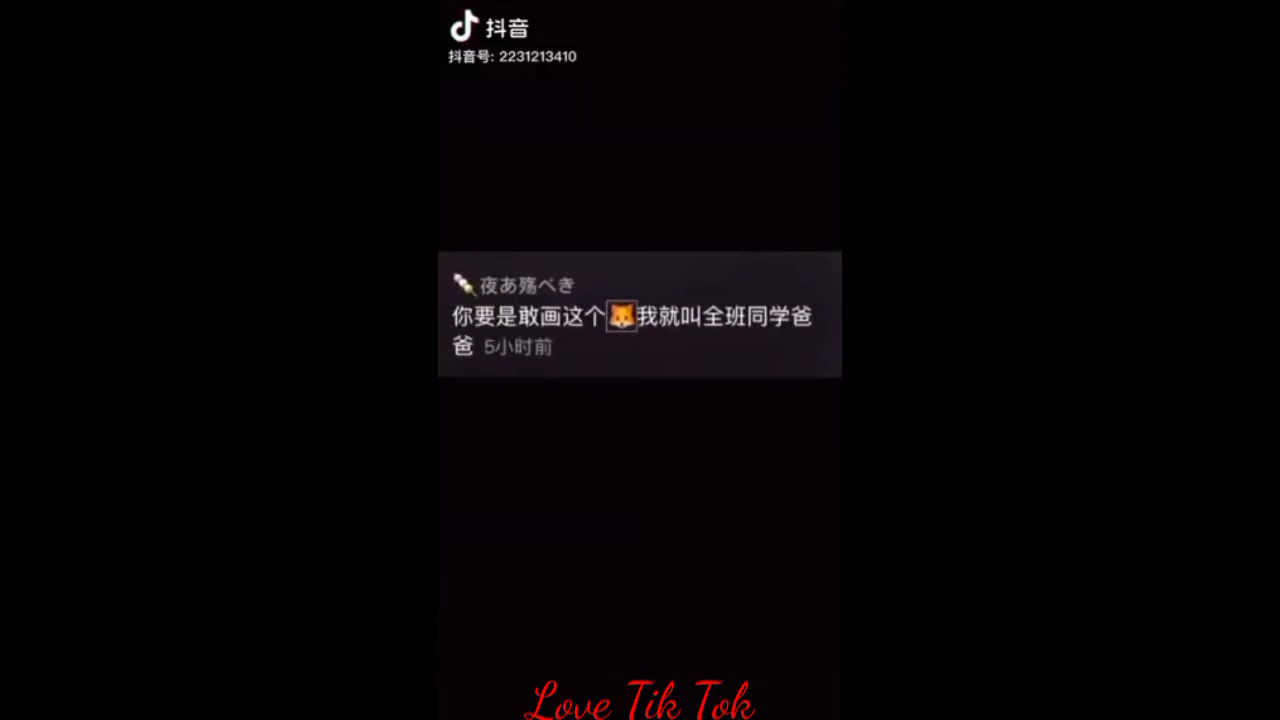 抖音
抖音号: 2231213410
🍡夜あ殤べき
你要是敢画这个🦊我就叫全班同学爸
爸 5小时前
Love Tik Tok